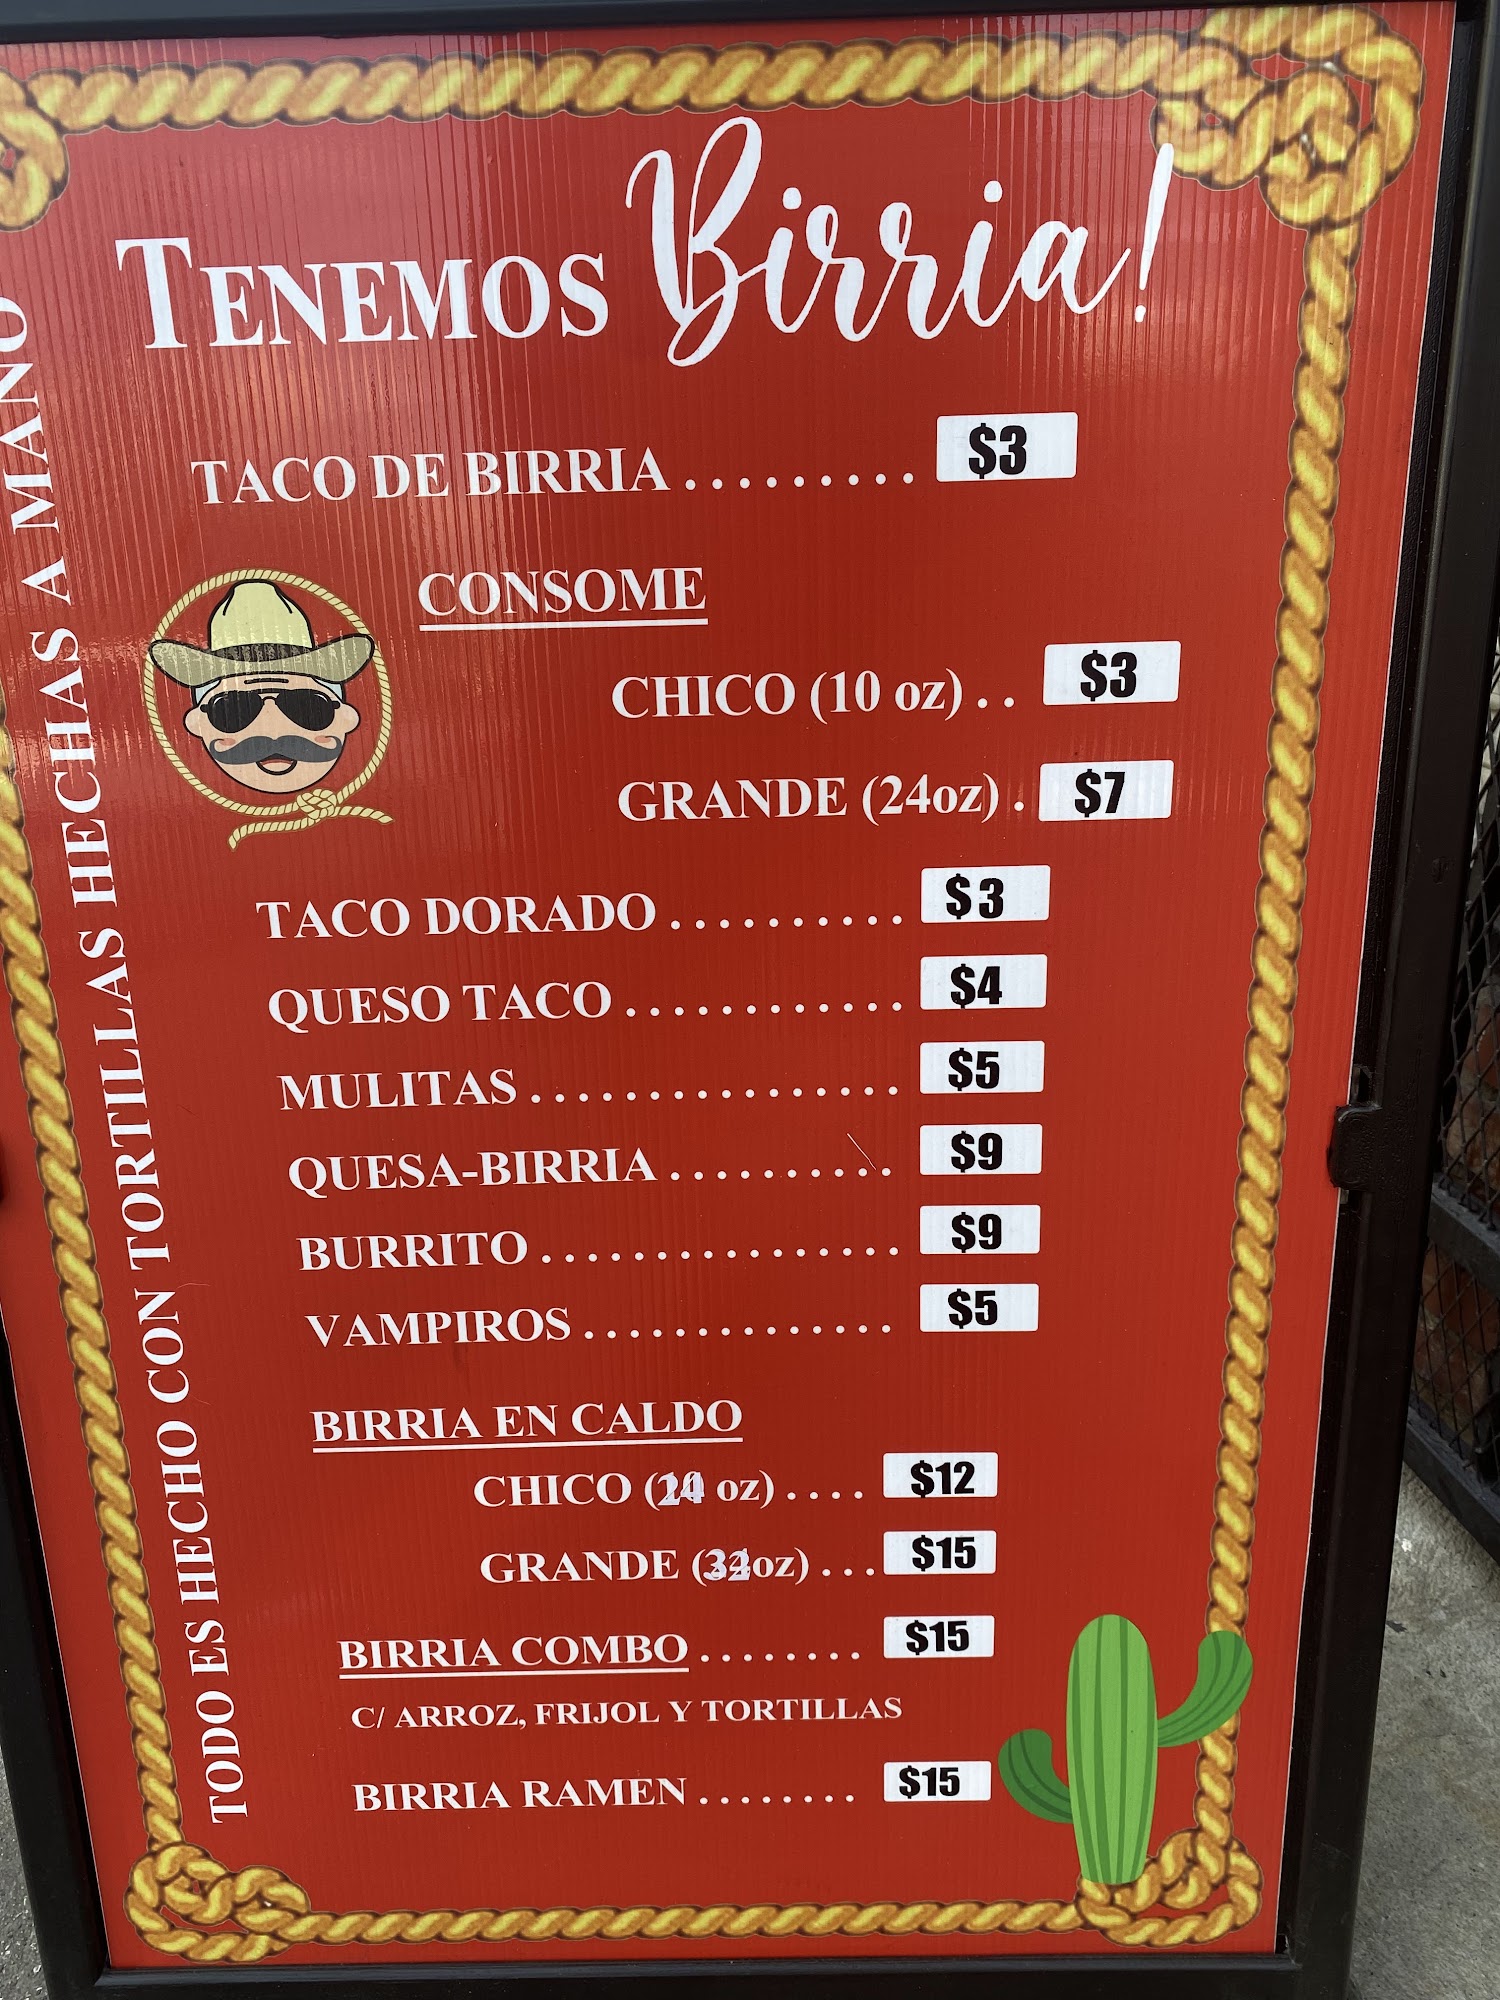 TENEMOS Birria!
TACO DE BIRRIA ......... $3
CONSOME
CHICO (10 oz) .. $3
GRANDE (24oz) . $7
TACO DORADO .......... $3
QUESO TACO ............ $4
MULITAS ................ $5
QUESA-BIRRIA .......... $9
BURRITO ................ $9
VAMPIROS .............. $5
BIRRIA EN CALDO
CHICO ( oz) .... $12
GRANDE (oz) ... $15
BIRRIA COMBO ........ $15
C/ ARROZ, FRIJOL Y TORTILLAS
BIRRIA RAMEN ........ $15
TODO ES HECHO CON TORTILLAS HECHAS A MANO